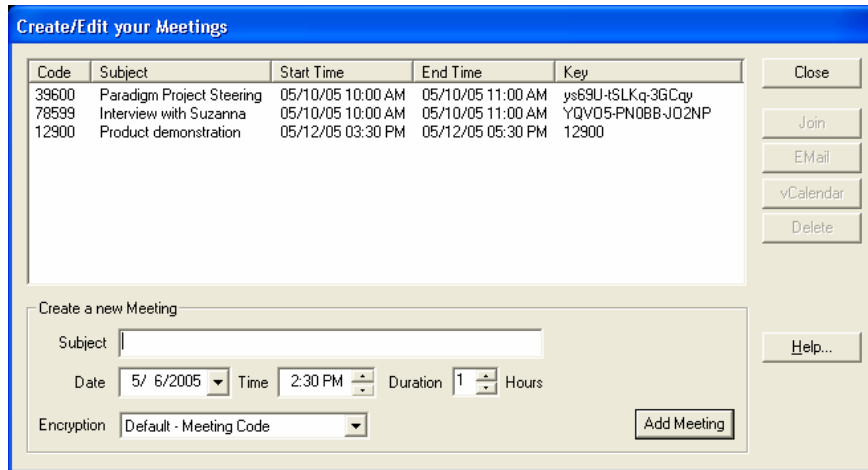 Create/Edit your Meetings
Code Subject Start Time End Time Key
39600 Paradigm Project Steering 05/10/05 10:00 AM 05/10/05 11:00 AM ys69U-tSLKq-3GCqy
78599 Interview with Suzanna 05/10/05 10:00 AM 05/10/05 11:00 AM YQVO5-PN0BB-JO2NP
12900 Product demonstration 05/12/05 03:30 PM 05/12/05 05:30 PM 12900
Close
Join
EMail
vCalendar
Delete
Create a new Meeting
Subject
Help...
Date 5/ 6/2005 Time 2:30 PM Duration 1 Hours
Encryption Default - Meeting Code Add Meeting